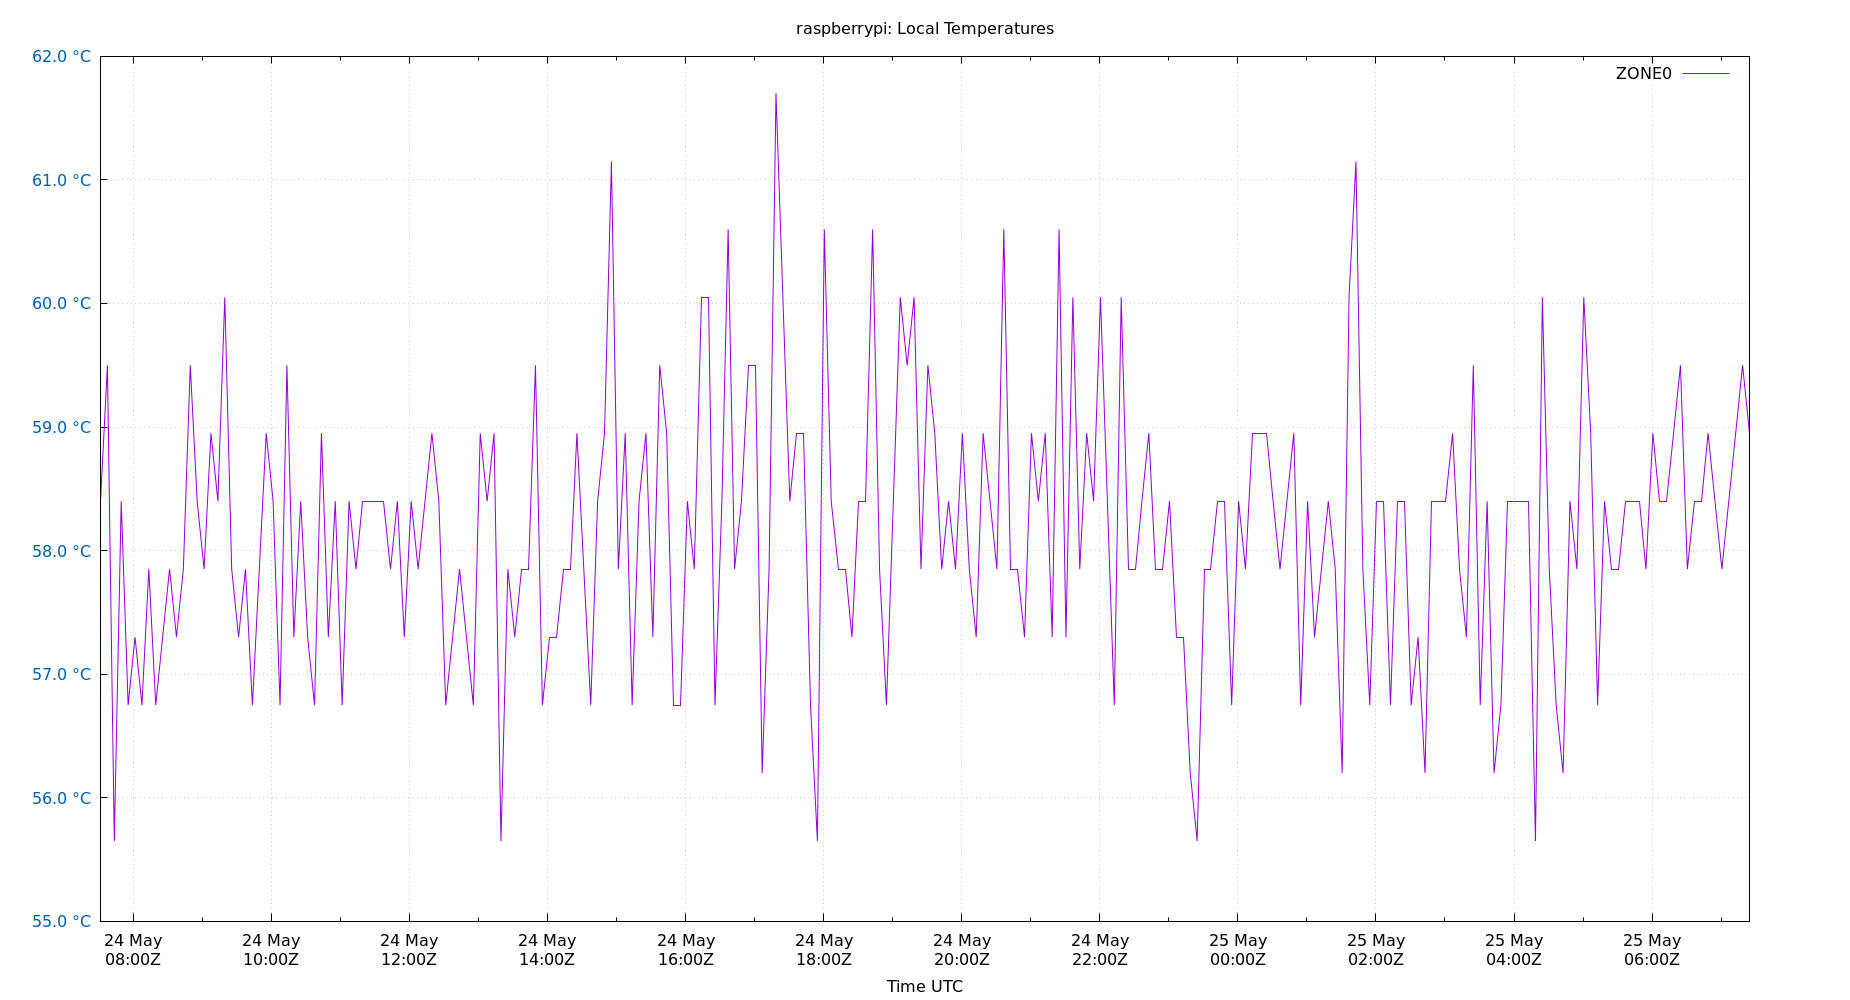 raspberrypi: Local Temperatures
62.0 °C
ZONE0
61.0 °C
60.0 °C
59.0 °C
58.0 °C
57.0 °C
56.0 °C
55.0 °C
24 May 24 May 24 May 24 May 24 May 24 May 24 May 24 May 25 May 25 May 25 May 25 May
08:00Z 10:00Z 12:00Z 14:00Z 16:00Z 18:00Z 20:00Z 22:00Z 00:00Z 02:00Z 04:00Z 06:00Z
Time UTC